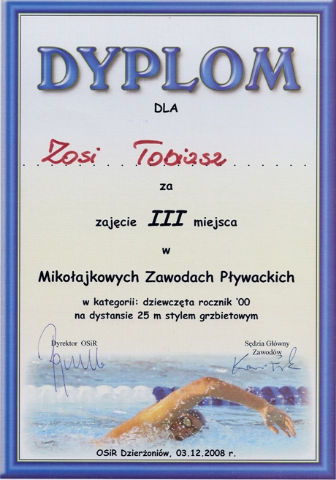 DYPLOM
DLA
Zosi Tobiasz
za
zajęcie III miejsca
w
Mikołajkowych Zawodach Pływackich
w kategorii: dziewczęta rocznik '00
na dystansie 25 m stylem grzbietowym
Dyrektor OSiR
Sędzia Główny
Zawodów
OSiR Dzierżoniów, 03.12.2008 r.